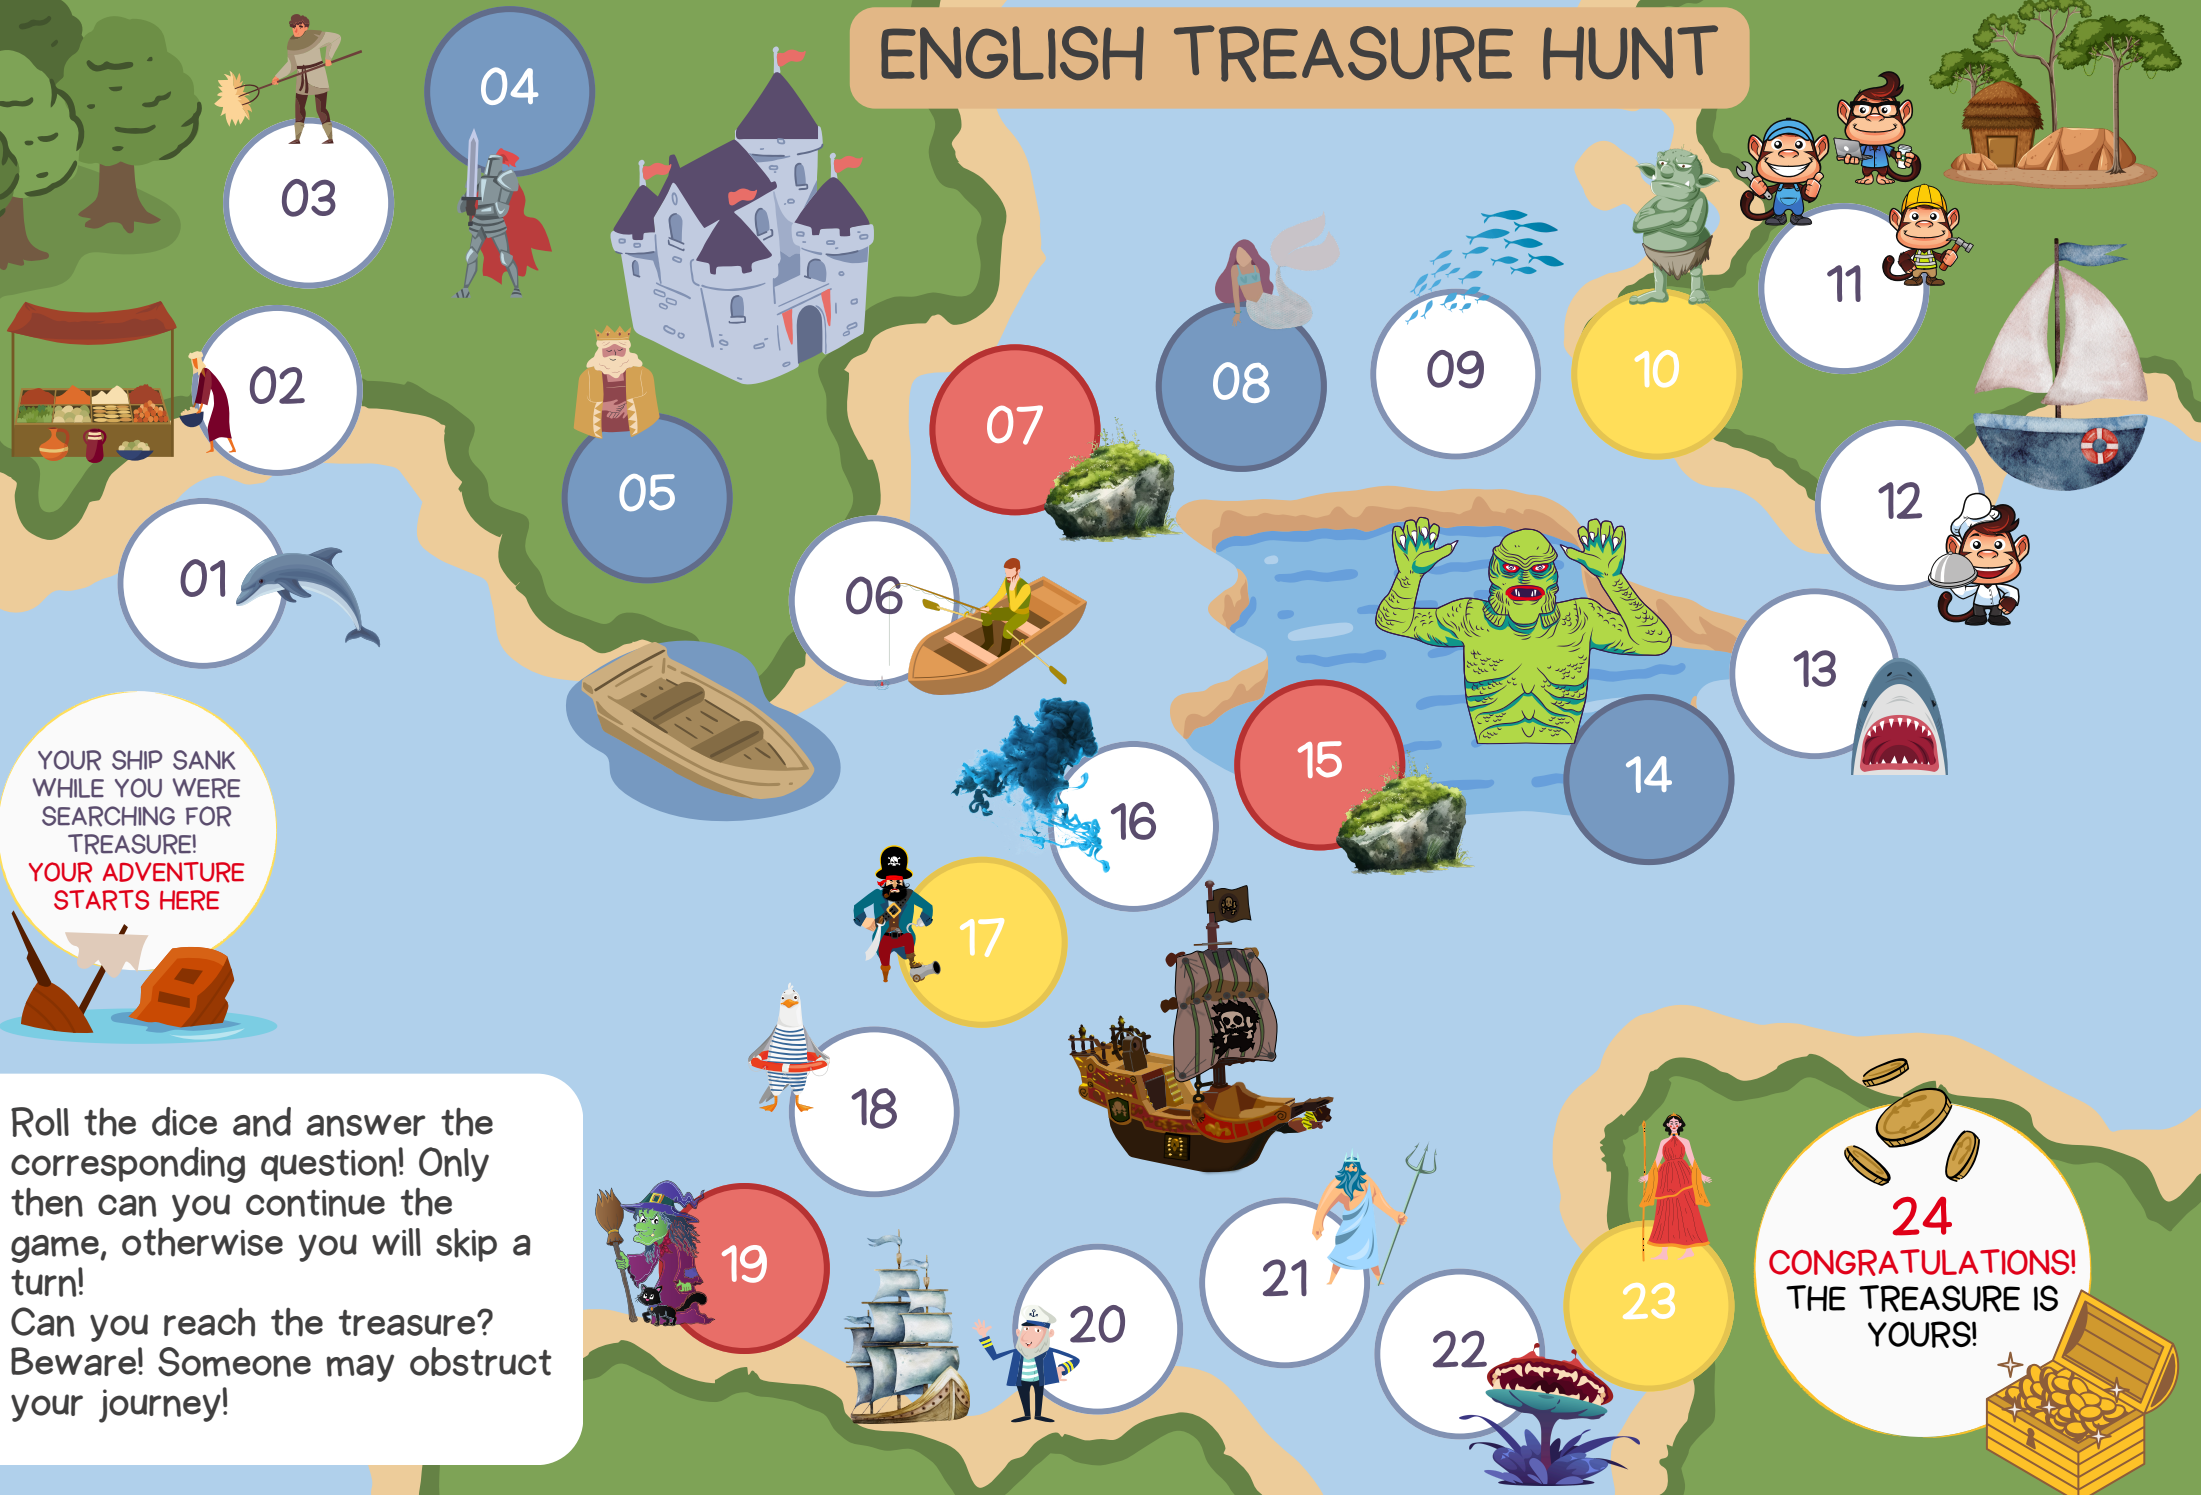 ENGLISH TREASURE HUNT
04
03
02
01
05
06
07
08
09
10
11
12
13
14
15
16
17
18
19
20
21
22
23
YOUR SHIP SANK
WHILE YOU WERE
SEARCHING FOR
TREASURE!
YOUR ADVENTURE
STARTS HERE
Roll the dice and answer the
corresponding question! Only
then can you continue the
game, otherwise you will skip a
turn!
Can you reach the treasure?
Beware! Someone may obstruct
your journey!
24
CONGRATULATIONS!
THE TREASURE IS
YOURS!